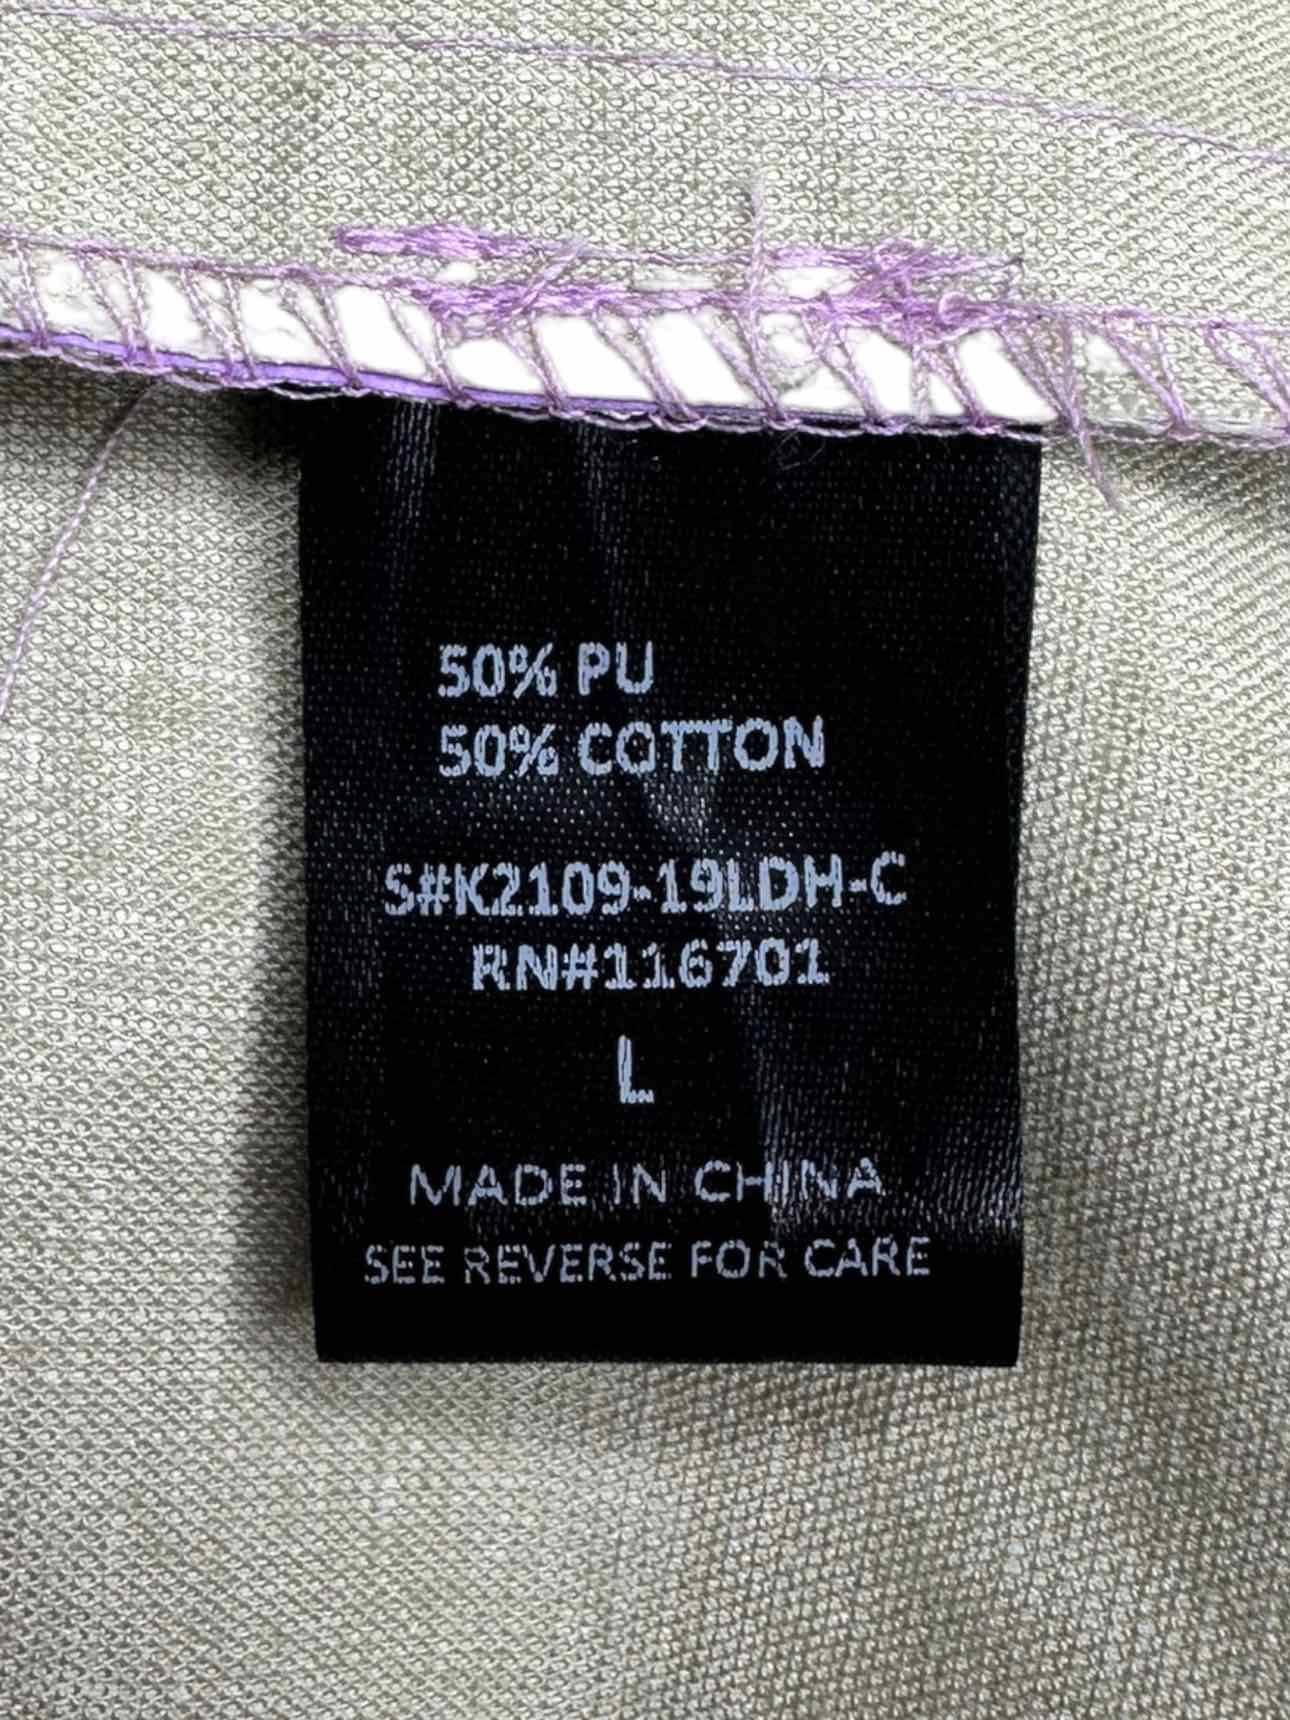 50% PU
50% COTTON
S#K2109-19LDH-C
RN#116701
L
MADE IN CHINA
SEE REVERSE FOR CARE